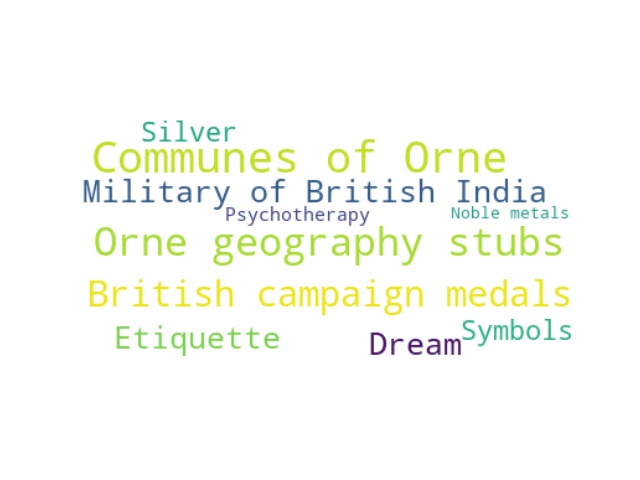 Silver
Communes of Orne
Military of British India
Psychotherapy
Noble metals
Orne geography stubs
British campaign medals
Etiquette
Dream
Symbols